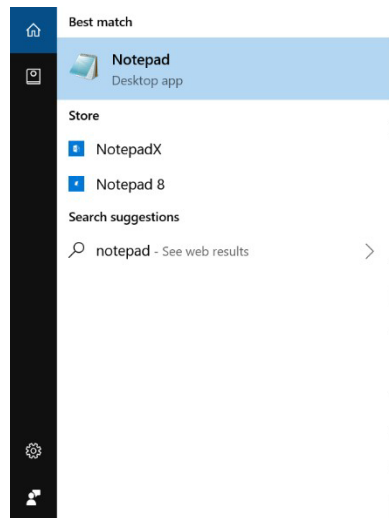 Best match
Notepad
Desktop app
Store
NotepadX
Notepad 8
Search suggestions
notepad - See web results